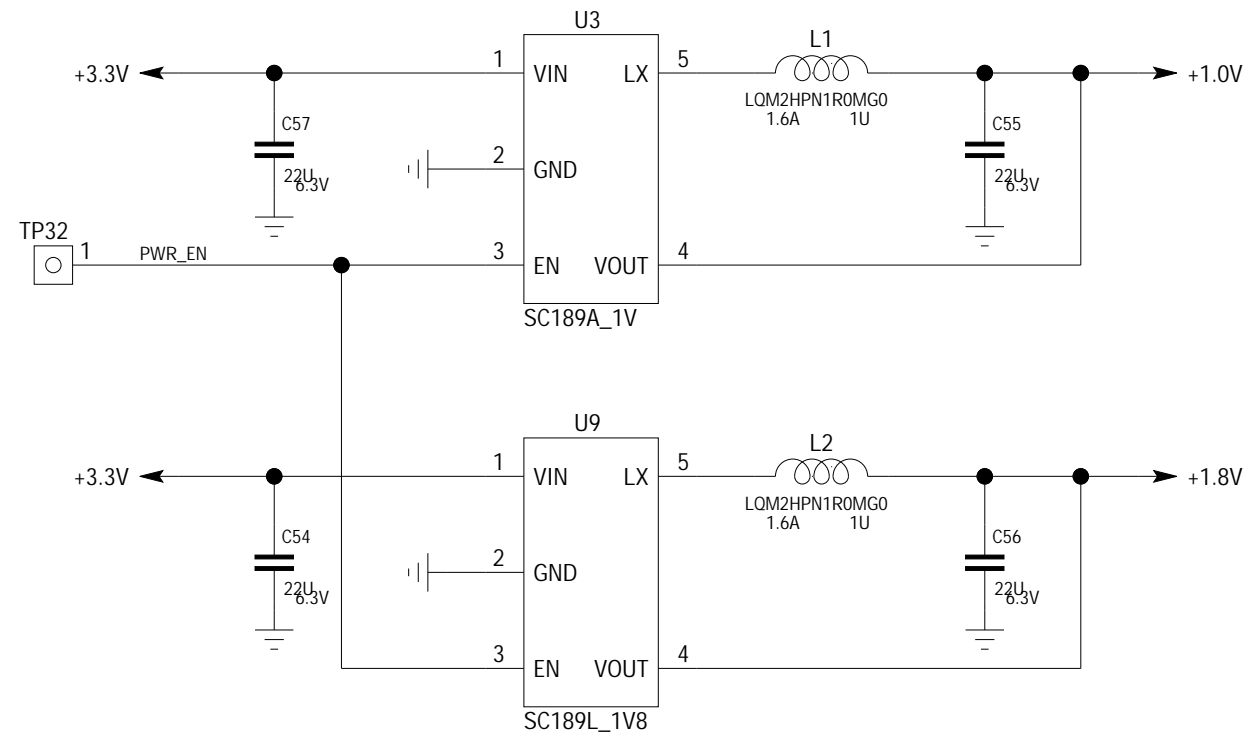 U3
+3.3V
1
VIN
LX
5
L1
LQM2HPN1R0MG0
1.6A 1U
+1.0V
C57
22U
6.3V
C55
22U
6.3V
2
GND
TP32
1
PWR_EN
3
EN
VOUT
4
SC189A_1V
U9
+3.3V
1
VIN
LX
5
L2
LQM2HPN1R0MG0
1.6A 1U
+1.8V
C54
22U
6.3V
C56
22U
6.3V
2
GND
3
EN
VOUT
4
SC189L_1V8